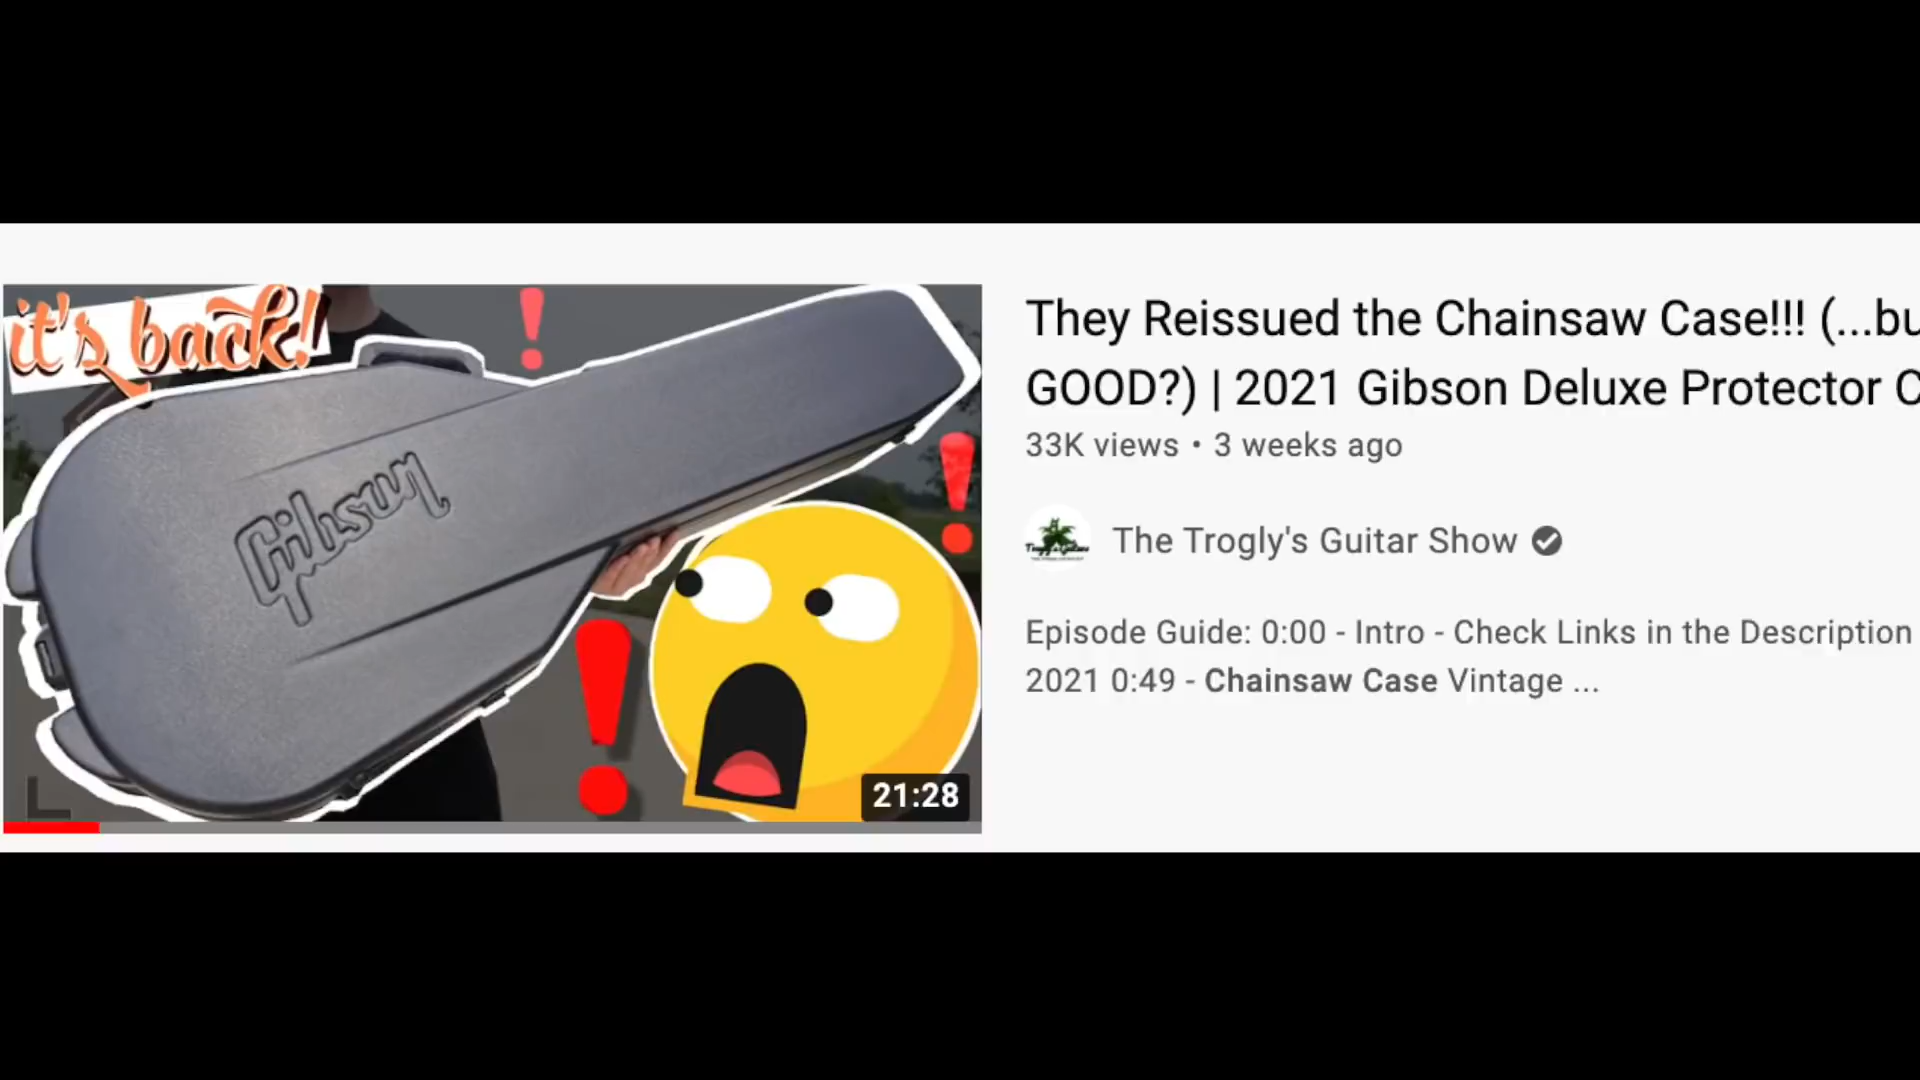 it's back!
Gibson
21:28
They Reissued the Chainsaw Case!!! (...bu
GOOD?) | 2021 Gibson Deluxe Protector C
33K views • 3 weeks ago
The Trogly's Guitar Show
Episode Guide: 0:00 - Intro - Check Links in the Description
2021 0:49 - Chainsaw Case Vintage ...